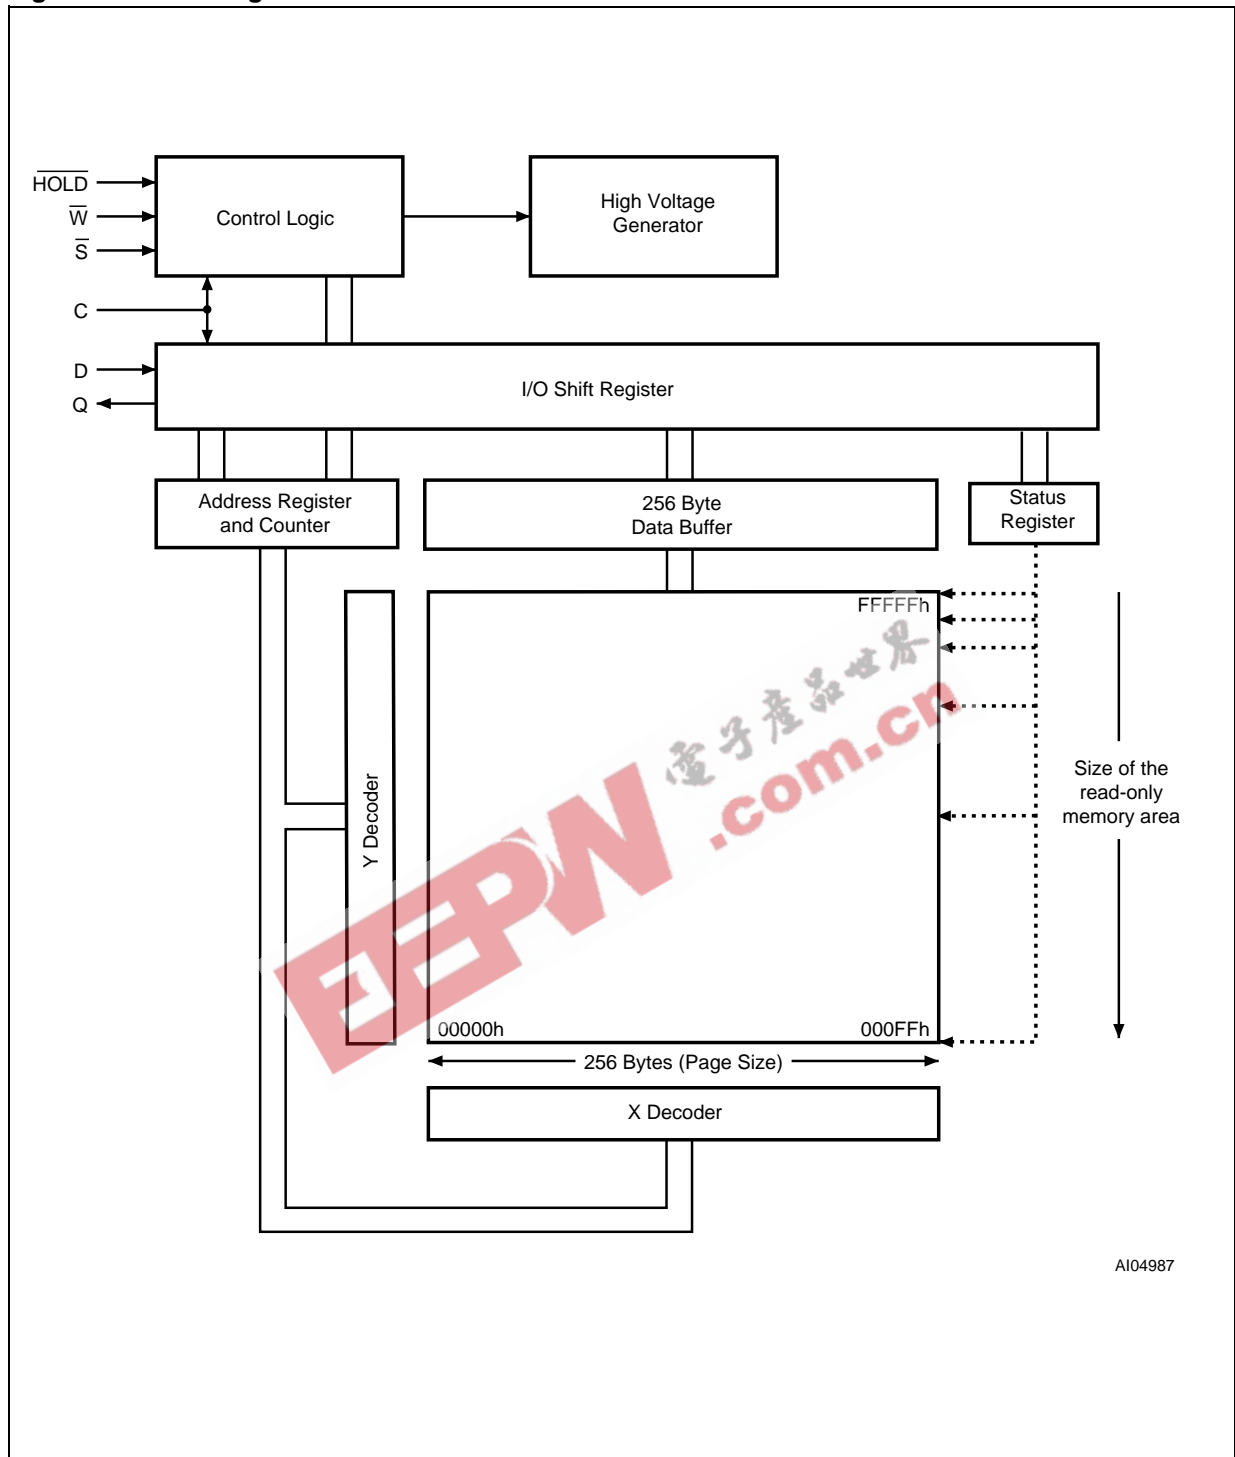 HOLD
W
S
C
D
Q
Control Logic
High Voltage
Generator
I/O Shift Register
Address Register
and Counter
256 Byte
Data Buffer
Status
Register
FFFFFh
Y Decoder
Size of the
read-only
memory area
00000h
000FFh
256 Bytes (Page Size)
X Decoder
EEPW
電子產品世界
.com.cn
AI04987